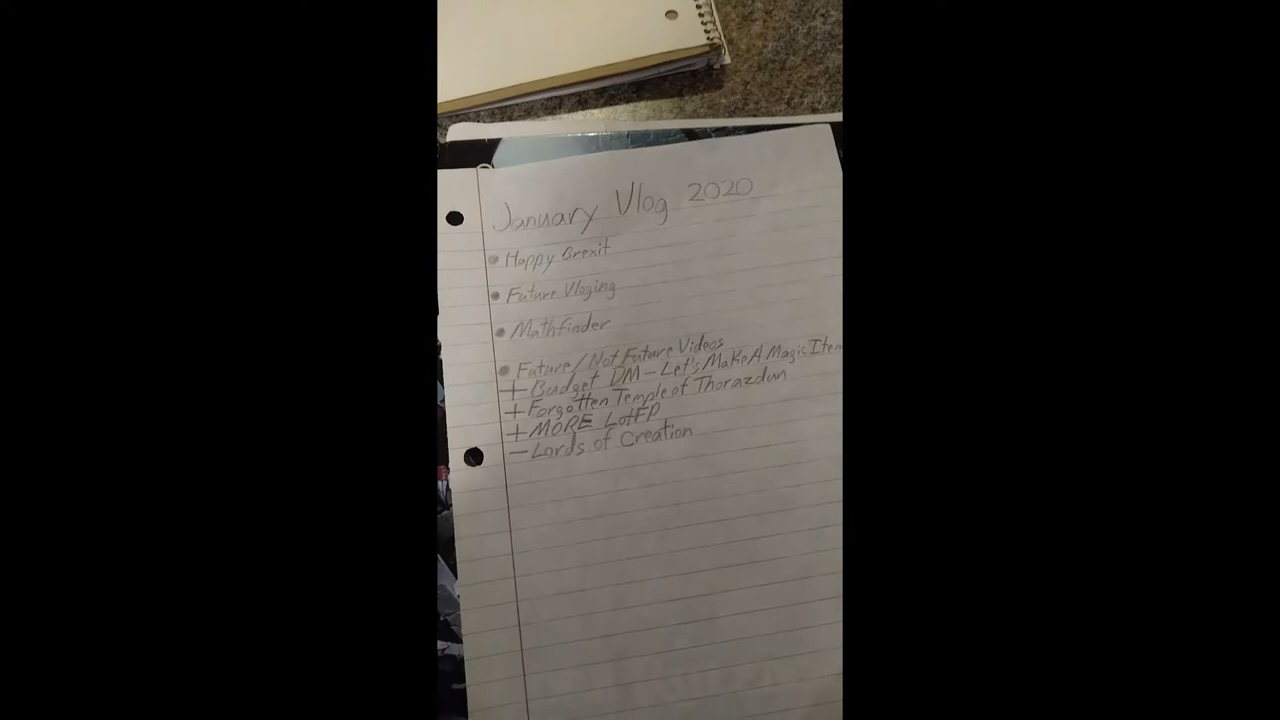 January Vlog 2020
• Happy Brexit
• Future Vloging
• Mathfinder
• Future/Not Future Videos
+ Budget DM - Let's Make A Magic Item
+ Forgotten Temple of Thorazdun
+ MORE LotFP
- Lords of Creation